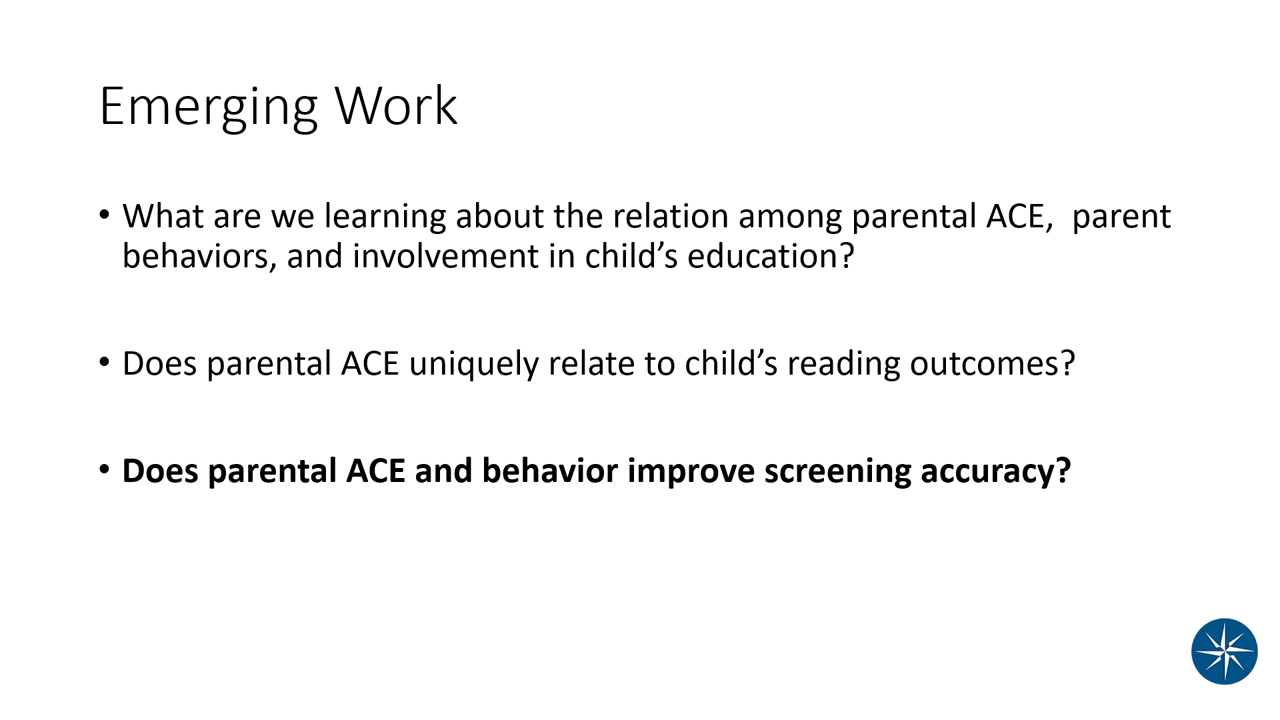 Emerging Work
• What are we learning about the relation among parental ACE,  parent
behaviors, and involvement in child’s education?
• Does parental ACE uniquely relate to child’s reading outcomes?
• Does parental ACE and behavior improve screening accuracy?